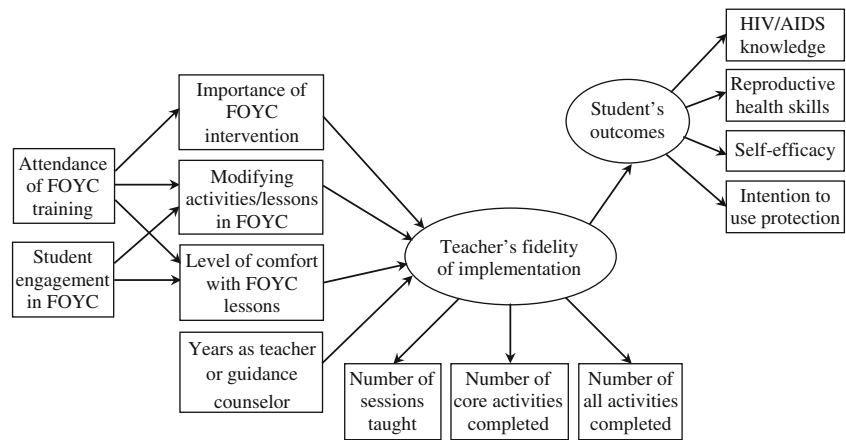 Attendance
of FOYC
training
Student
engagement
in FOYC
Importance of
FOYC
intervention
Modifying
activities/lessons
in FOYC
Level of comfort
with FOYC
lessons
Years as teacher
or guidance
counselor
Teacher's fidelity
of implementation
Number of
sessions
taught
Number of
core activities
completed
Number of
all activities
completed
Student's
outcomes
HIV/AIDS
knowledge
Reproductive
health skills
Self-efficacy
Intention to
use protection